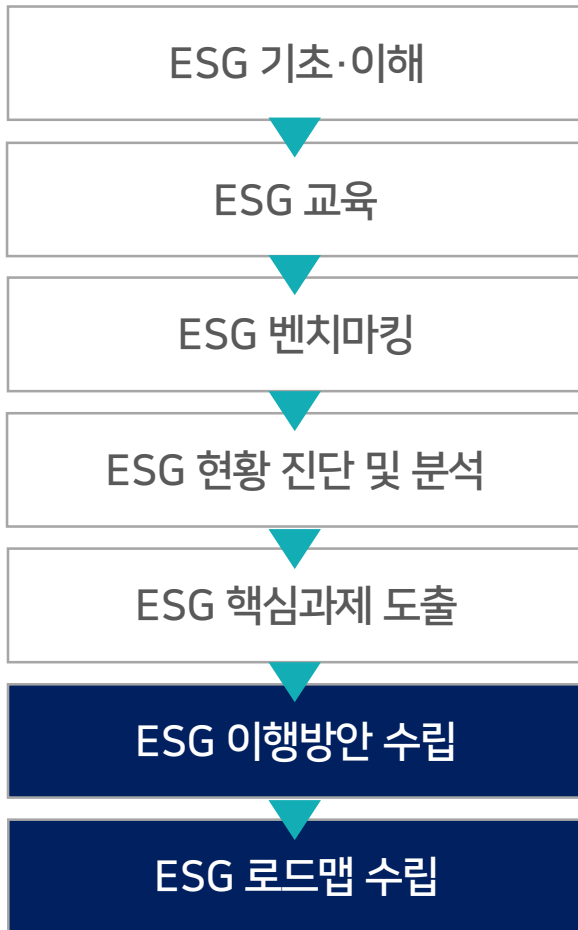 ESG 기초·이해
ESG 교육
ESG 벤치마킹
ESG 현황 진단 및 분석
ESG 핵심과제 도출
ESG 이행방안 수립
ESG 로드맵 수립